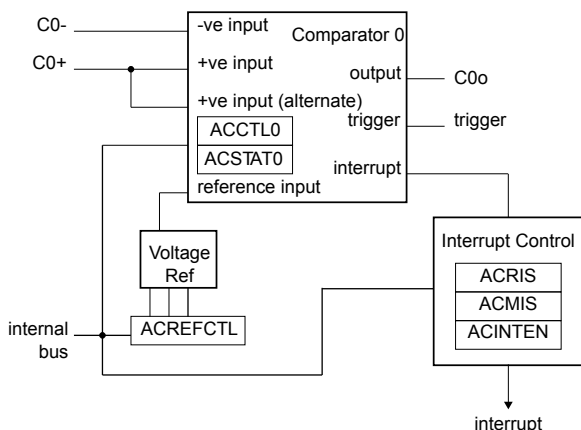 C0-
-ve input
Comparator 0
C0+
+ve input
output
C0o
+ve input (alternate)
trigger
trigger
ACCTL0
ACSTAT0
interrupt
reference input
Voltage
Ref
Interrupt Control
ACRIS
ACMIS
ACINTEN
internal
bus
ACREFCTL
interrupt